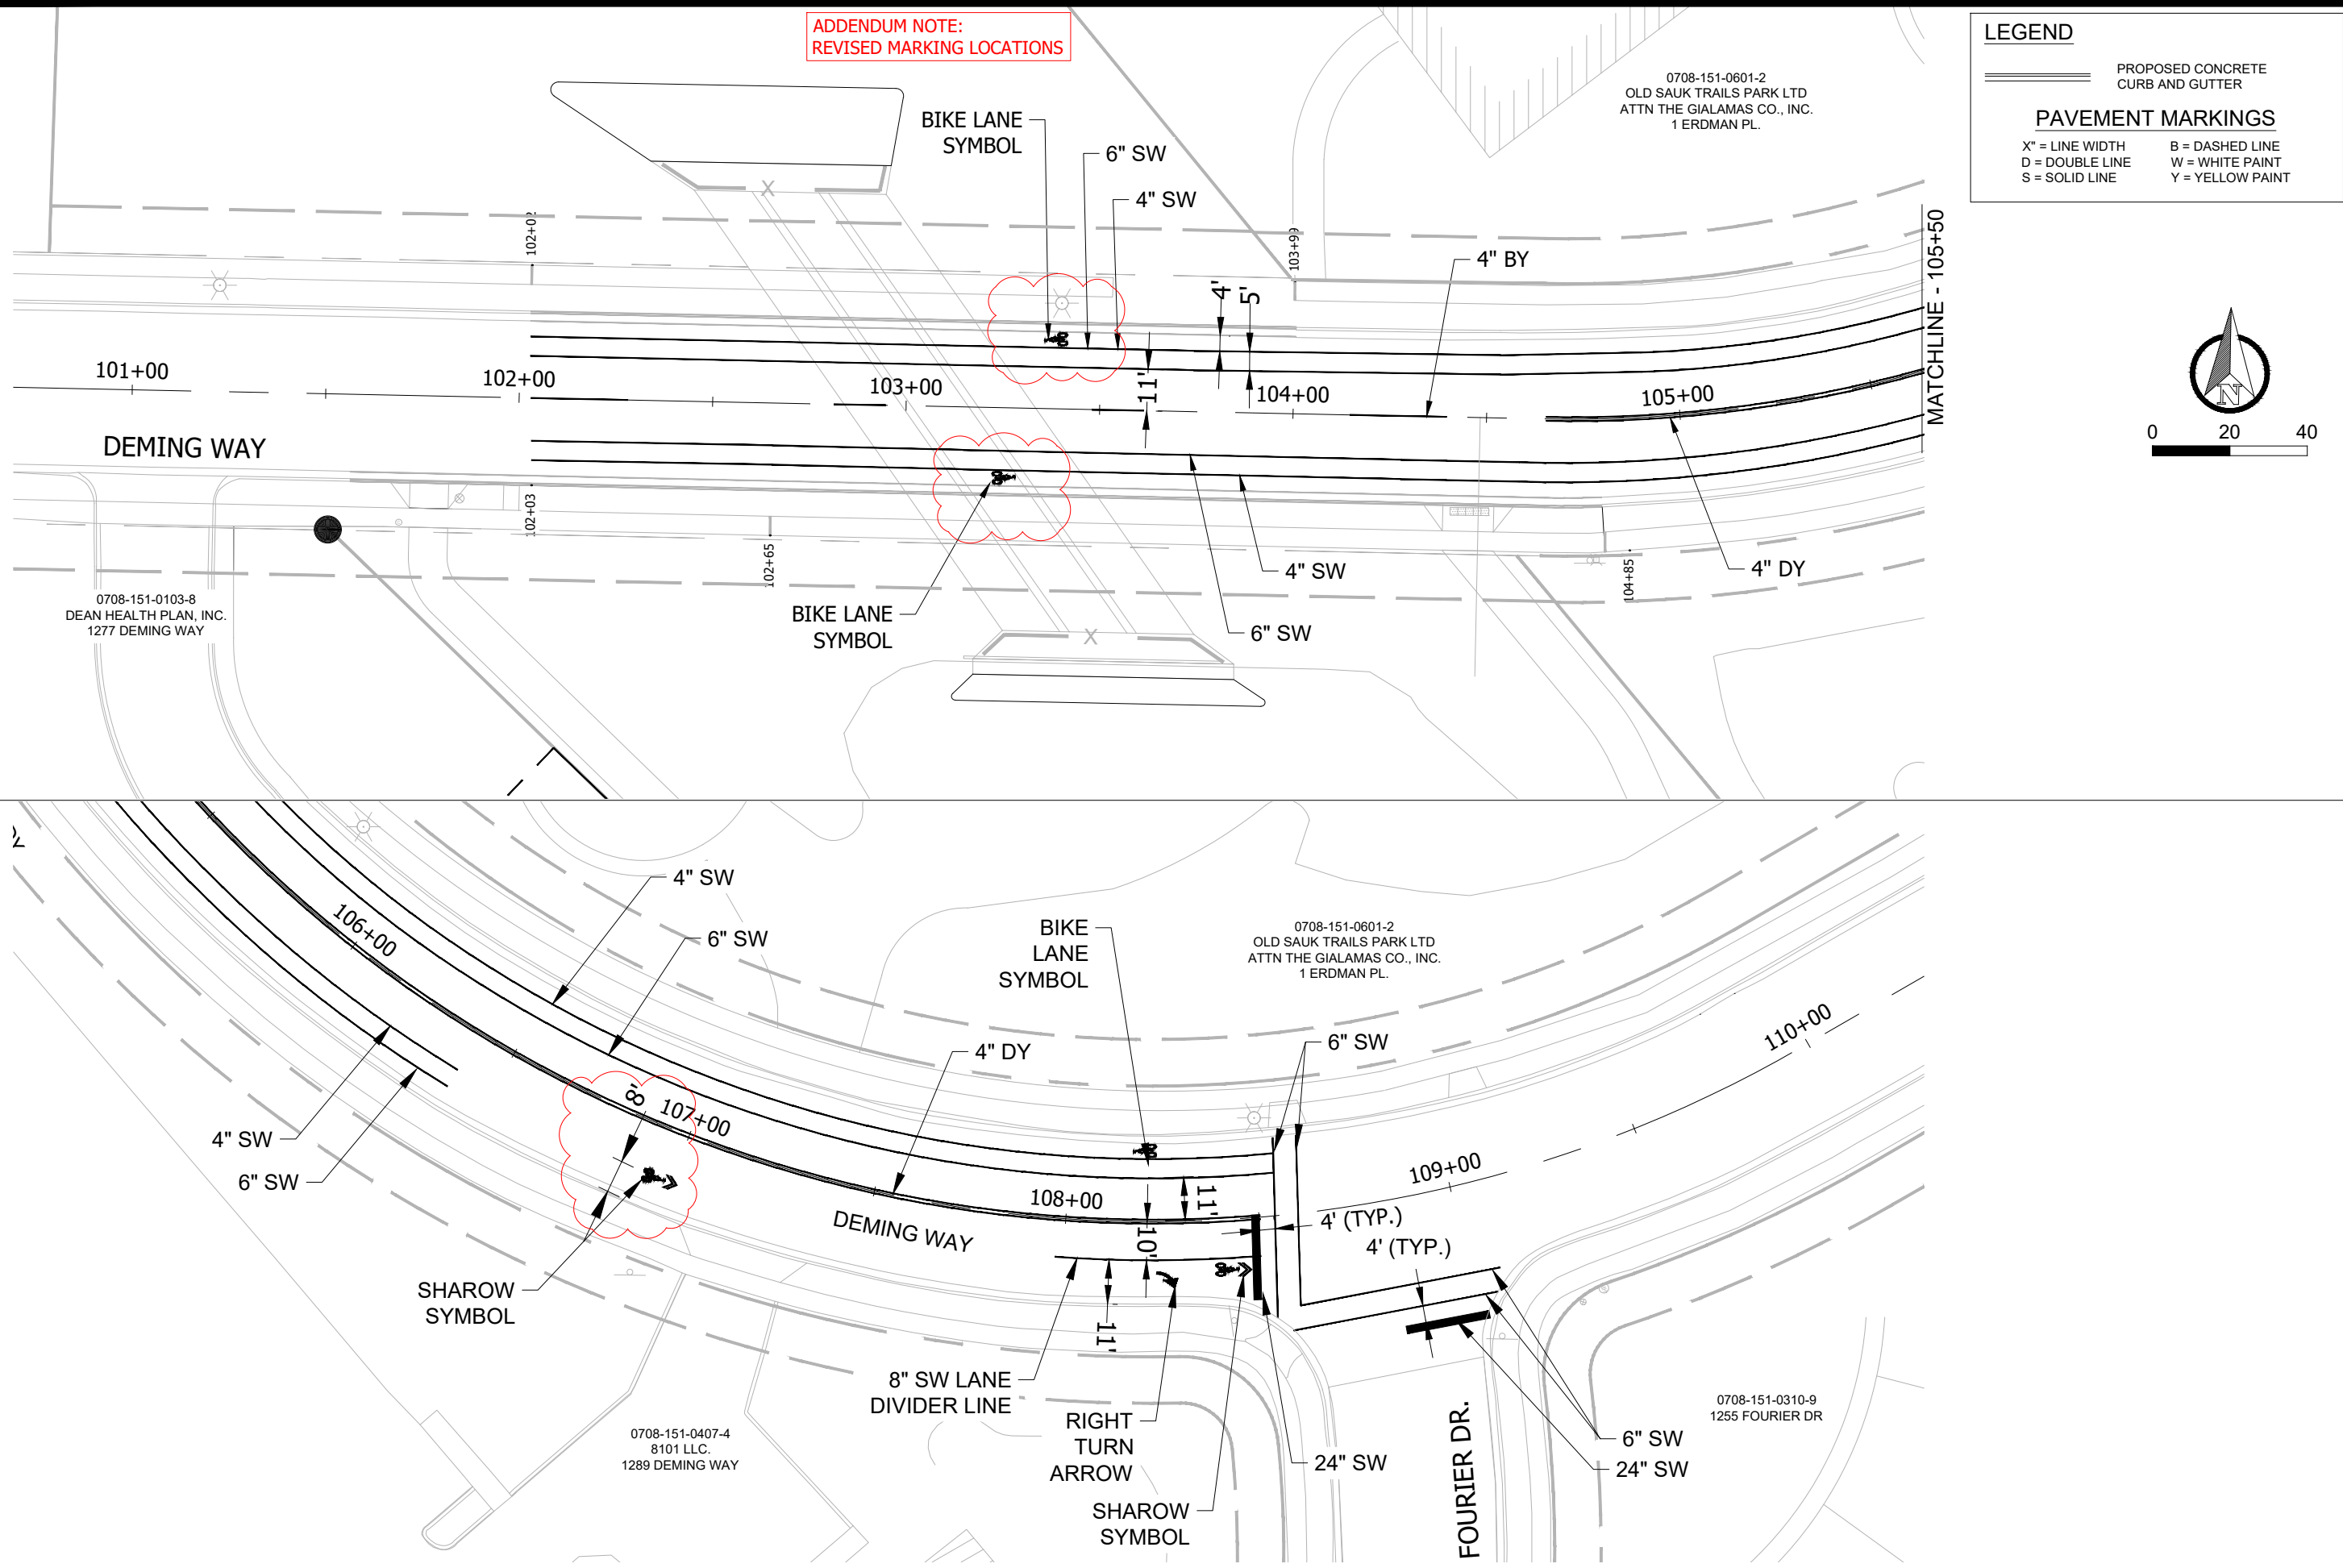 ADDENDUM NOTE:
REVISED MARKING LOCATIONS
LEGEND
PROPOSED CONCRETE
CURB AND GUTTER
PAVEMENT MARKINGS
X" = LINE WIDTH
D = DOUBLE LINE
S = SOLID LINE
B = DASHED LINE
W = WHITE PAINT
Y = YELLOW PAINT
0708-151-0601-2
OLD SAUK TRAILS PARK LTD
ATTN THE GIALAMAS CO., INC.
1 ERDMAN PL.
BIKE LANE
SYMBOL
6" SW
4" SW
X
102+02
103+99
4" BY
4'
5'
11'
MATCHLINE - 105+50
N
0 20 40
101+00
102+00
103+00
104+00
105+00
DEMING WAY
102+03
102+65
104+85
4" SW
4" DY
6" SW
BIKE LANE
SYMBOL
X
0708-151-0103-8
DEAN HEALTH PLAN, INC.
1277 DEMING WAY
4" SW
6" SW
106+00
BIKE
LANE
SYMBOL
0708-151-0601-2
OLD SAUK TRAILS PARK LTD
ATTN THE GIALAMAS CO., INC.
1 ERDMAN PL.
4" DY
6" SW
110+00
8'
107+00
4" SW
6" SW
109+00
108+00
11'
DEMING WAY
10'
4' (TYP.)
4' (TYP.)
SHAROW
SYMBOL
11'
8" SW LANE
DIVIDER LINE
RIGHT
TURN
ARROW
SHAROW
SYMBOL
24" SW
FOURIER DR.
6" SW
24" SW
0708-151-0310-9
1255 FOURIER DR
0708-151-0407-4
8101 LLC.
1289 DEMING WAY